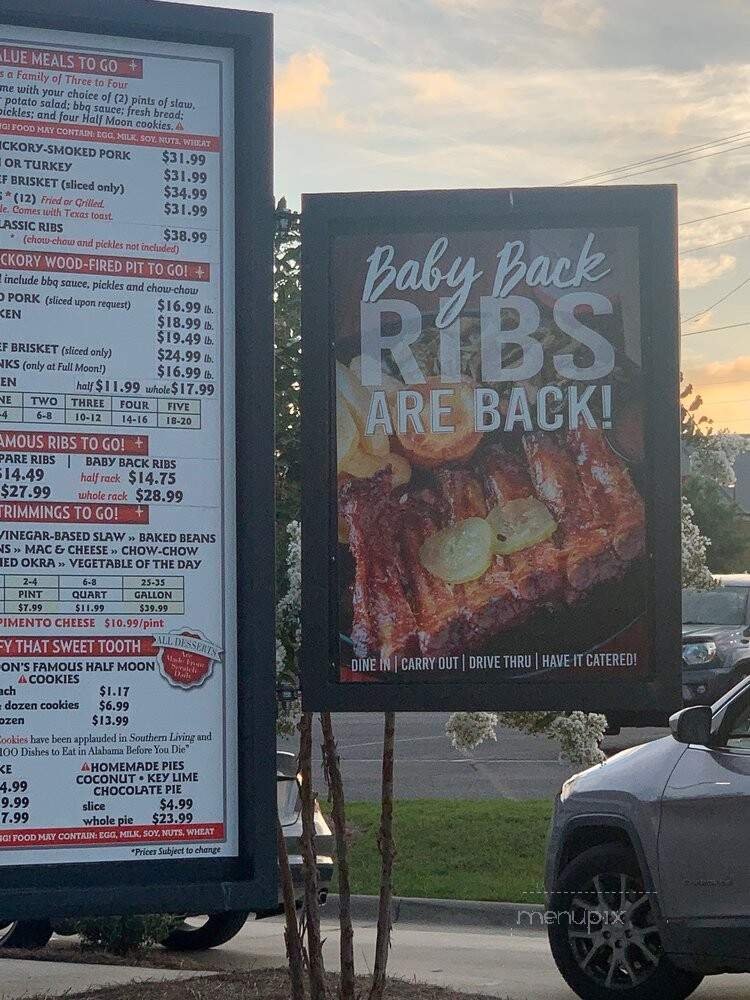 ALUE MEALS TO GO +
s a Family of Three to Four
me with your choice of (2) pints of slaw,
potato salad; bbq sauce; fresh bread;
pickles; and four Half Moon cookies.
NG! FOOD MAY CONTAIN: EGG, MILK, SOY, NUTS, WHEAT
ICKORY-SMOKED PORK $31.99
OR TURKEY $31.99
EF BRISKET (sliced only) $34.99
* (12) Fried or Grilled. $31.99
le. Comes with Texas toast.
LASSIC RIBS $38.99
* (chow-chow and pickles not included)
CKORY WOOD-FIRED PIT TO GO! +
l include bbq sauce, pickles and chow-chow
D PORK (sliced upon request) $16.99 lb.
KEN $18.99 lb.
$19.49 lb.
EF BRISKET (sliced only) $24.99 lb.
NKS (only at Full Moon!) $16.99 lb.
EN half $11.99 whole $17.99
NE TWO THREE FOUR FIVE
-4 6-8 10-12 14-16 18-20
AMOUS RIBS TO GO! +
PARE RIBS | BABY BACK RIBS
$14.49 half rack $14.75
$27.99 whole rack $28.99
TRIMMINGS TO GO! +
VINEGAR-BASED SLAW » BAKED BEANS
NS » MAC & CHEESE » CHOW-CHOW
IED OKRA » VEGETABLE OF THE DAY
2-4 6-8 25-35
PINT QUART GALLON
$7.99 $11.99 $39.99
PIMENTO CHEESE $10.99/pint
FY THAT SWEET TOOTH
ALL DESSERTS
Are
Made From
Scratch
Daily
OON'S FAMOUS HALF MOON
COOKIES
ach $1.17
dozen cookies $6.99
ozen $13.99
Cookies have been applauded in Southern Living and
100 Dishes to Eat in Alabama Before You Die"
KE HOMEMADE PIES
COCONUT • KEY LIME
CHOCOLATE PIE
4.99 slice $4.99
9.99
7.99 whole pie $23.99
NG! FOOD MAY CONTAIN: EGG, MILK, SOY, NUTS, WHEAT
*Prices Subject to change
Baby Back
RIBS
ARE BACK!
DINE IN | CARRY OUT | DRIVE THRU | HAVE IT CATERED!
menupix